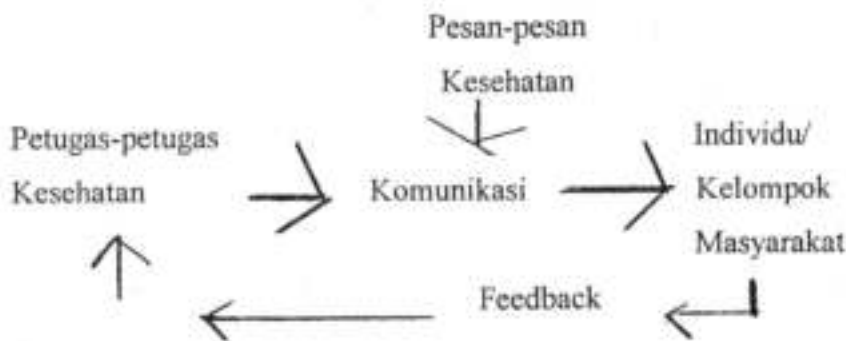 Pesan-pesan
Kesehatan
Petugas-petugas
Kesehatan
Komunikasi
Individu/
Kelompok
Masyarakat
Feedback